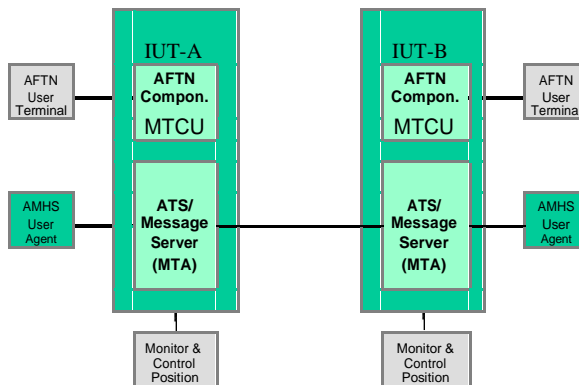 IUT-A
AFTN
Compon.
MTCU
ATS/
Message
Server
(MTA)
AFTN
User
Terminal
AMHS
User
Agent
Monitor &
Control
Position
IUT-B
AFTN
Compon.
MTCU
ATS/
Message
Server
(MTA)
AFTN
User
Termina
AMHS
User
Agent
Monitor &
Control
Position